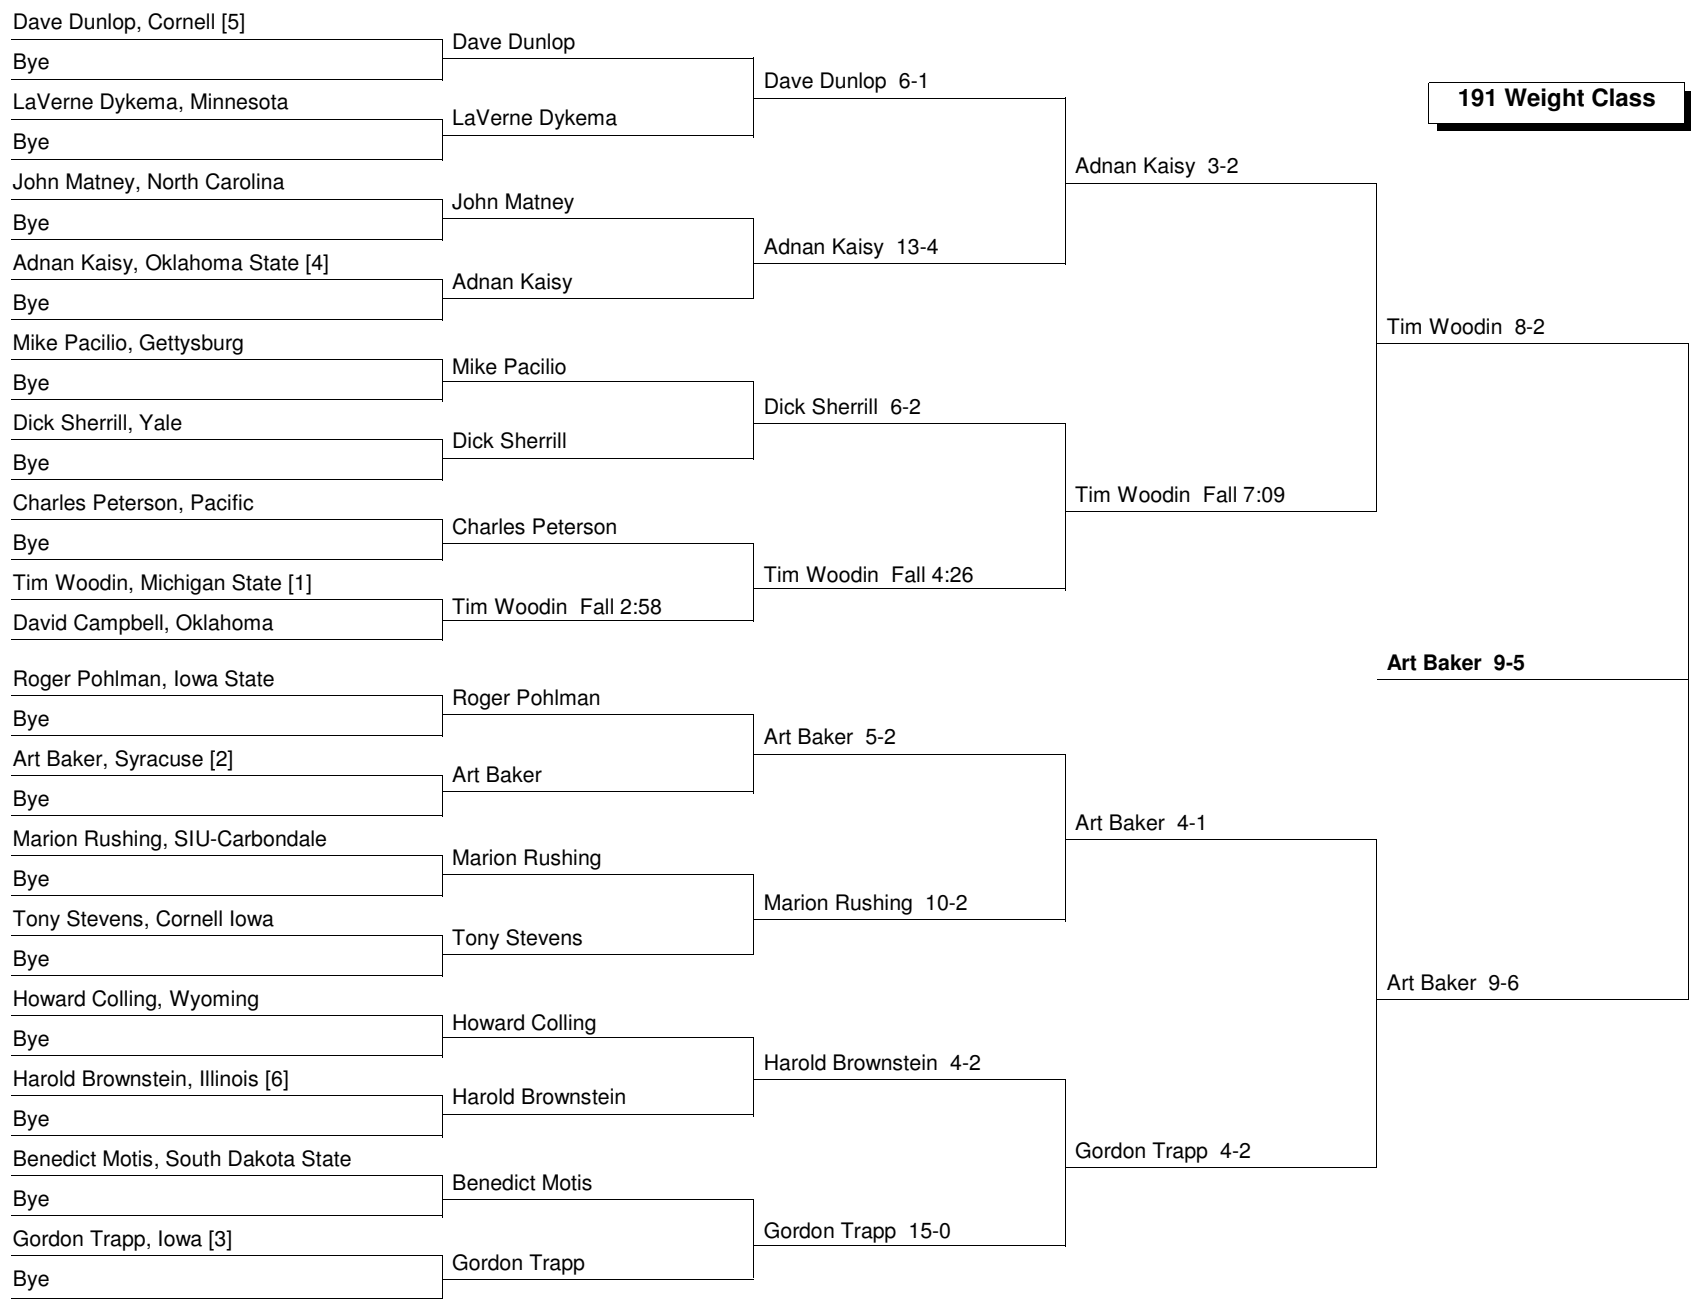 191 Weight Class
Dave Dunlop, Cornell [5]
Bye
LaVerne Dykema, Minnesota
Bye
John Matney, North Carolina
Bye
Adnan Kaisy, Oklahoma State [4]
Bye
Mike Pacilio, Gettysburg
Bye
Dick Sherrill, Yale
Bye
Charles Peterson, Pacific
Bye
Tim Woodin, Michigan State [1]
David Campbell, Oklahoma
Roger Pohlman, Iowa State
Bye
Art Baker, Syracuse [2]
Bye
Marion Rushing, SIU-Carbondale
Bye
Tony Stevens, Cornell Iowa
Bye
Howard Colling, Wyoming
Bye
Harold Brownstein, Illinois [6]
Bye
Benedict Motis, South Dakota State
Bye
Gordon Trapp, Iowa [3]
Bye
Dave Dunlop
LaVerne Dykema
John Matney
Adnan Kaisy
Mike Pacilio
Dick Sherrill
Charles Peterson
Tim Woodin Fall 2:58
Roger Pohlman
Art Baker
Marion Rushing
Tony Stevens
Howard Colling
Harold Brownstein
Benedict Motis
Gordon Trapp
Dave Dunlop 6-1
Adnan Kaisy 13-4
Dick Sherrill 6-2
Tim Woodin Fall 4:26
Art Baker 5-2
Marion Rushing 10-2
Harold Brownstein 4-2
Gordon Trapp 15-0
Adnan Kaisy 3-2
Tim Woodin Fall 7:09
Art Baker 4-1
Gordon Trapp 4-2
Tim Woodin 8-2
Art Baker 9-6
Art Baker 9-5